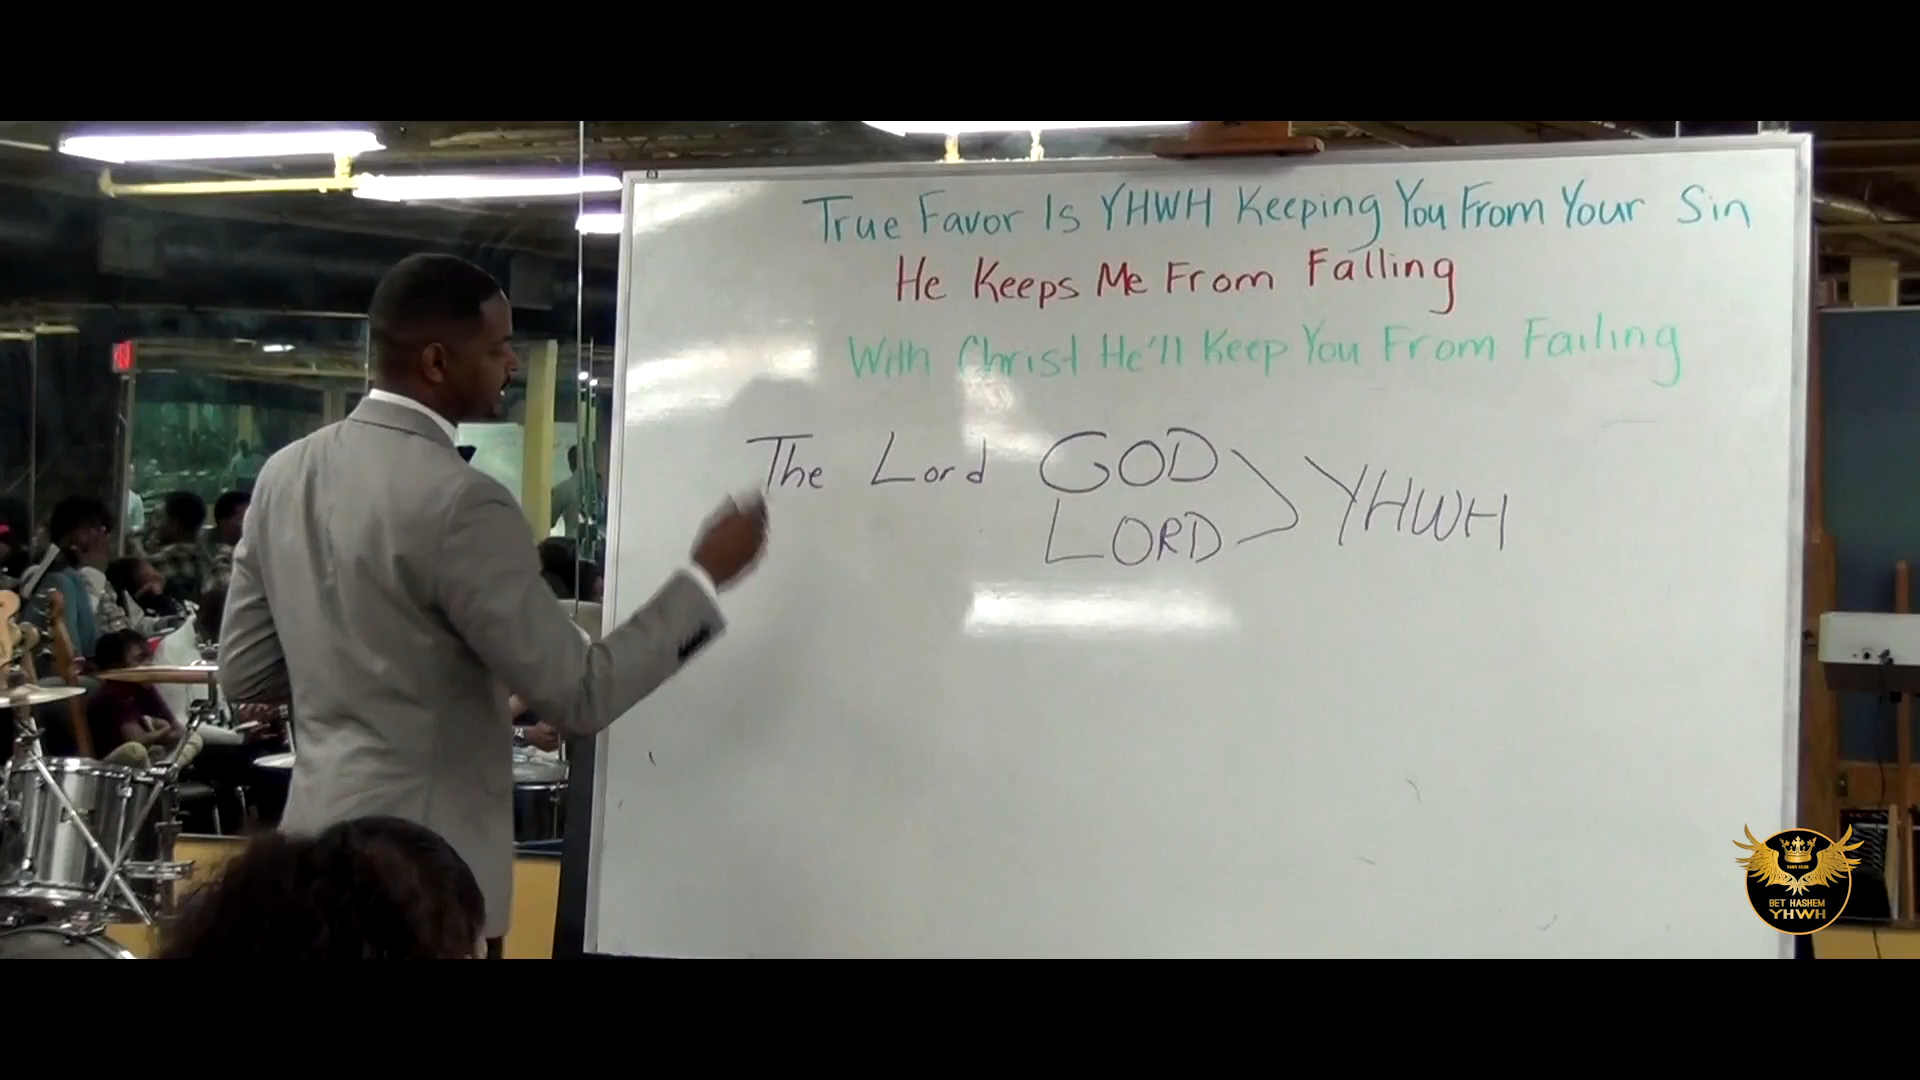 True Favor Is YHWH Keeping You From Your Sin
He Keeps Me From Falling
With Christ He'll Keep You From Failing
The Lord GOD
LORD
YHWH
BET HASHEM
YHWH